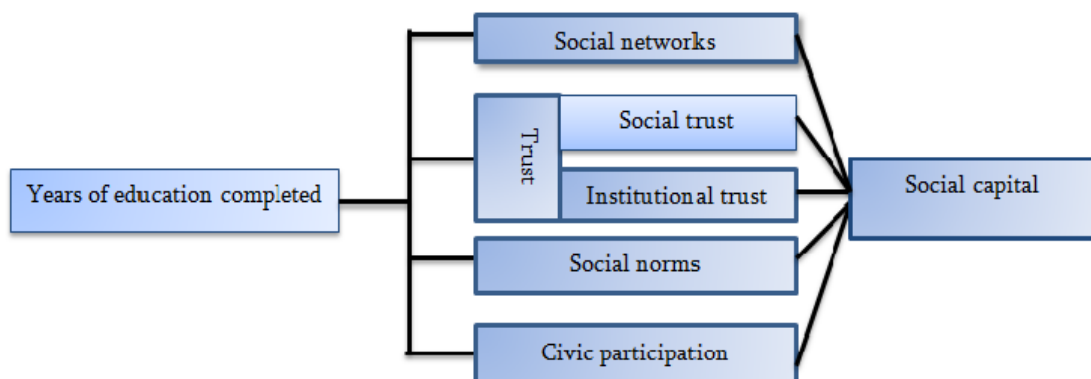 Social networks
Trust
Social trust
Institutional trust
Years of education completed
Social capital
Social norms
Civic participation